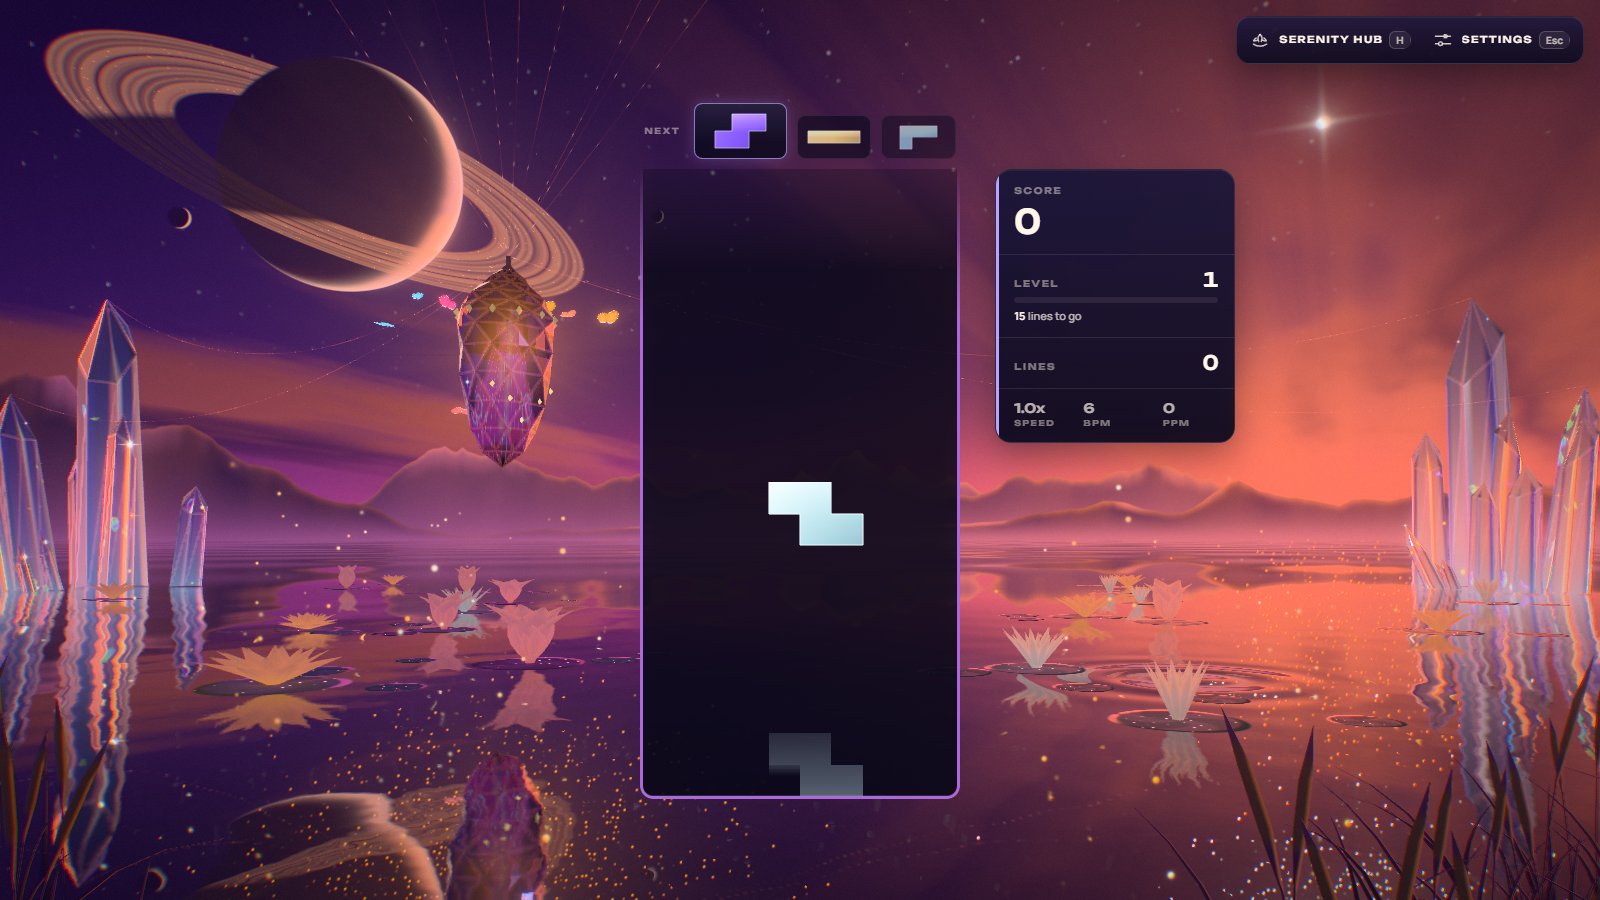 SERENITY HUB H SETTINGS Esc
NEXT
SCORE
0
LEVEL 1
15 lines to go
LINES 0
1.0x 6 0
SPEED BPM PPM